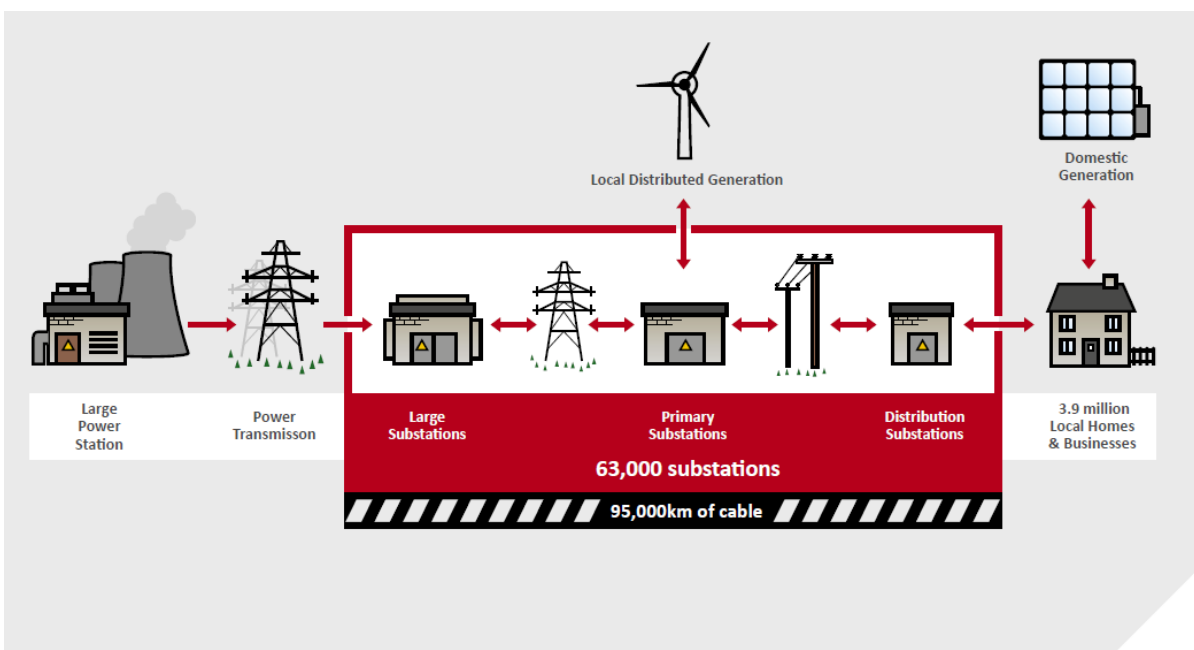 Local Distributed Generation
Domestic
Generation
Large
Power
Station
Power
Transmisson
Large
Substations
Primary
Substations
Distribution
Substations
3.9 million
Local Homes
& Businesses
63,000 substations
95,000km of cable